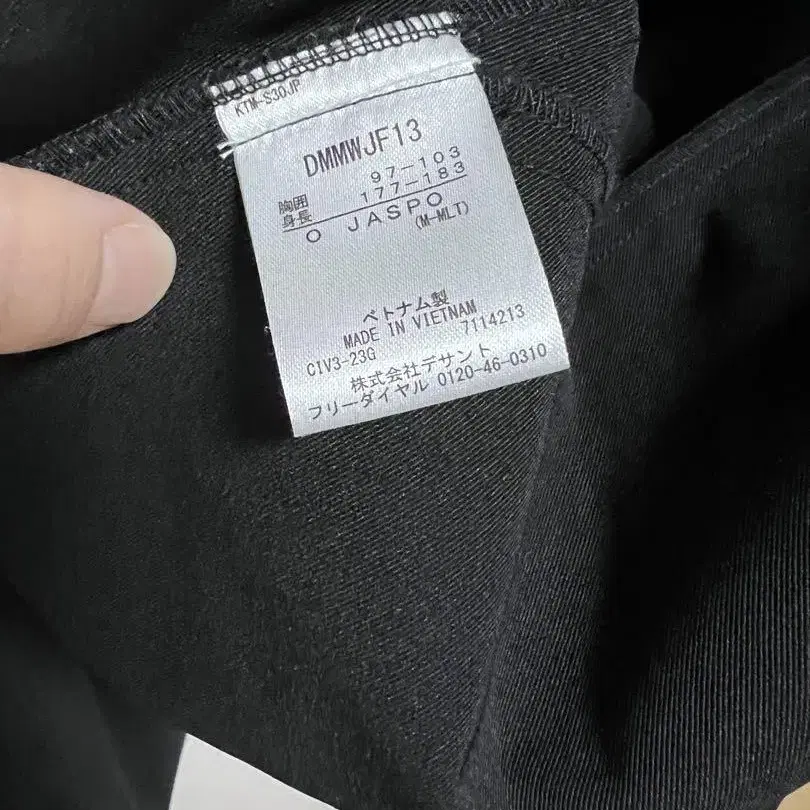 KTM-S30JP
DMMWJF13
胸囲 97-103
身長 177-183
O JASPO
(M-MLT)
ベトナム製
MADE IN VIETNAM
CIV3-23G 7114213
株式会社デサント
フリーダイヤル 0120-46-0310